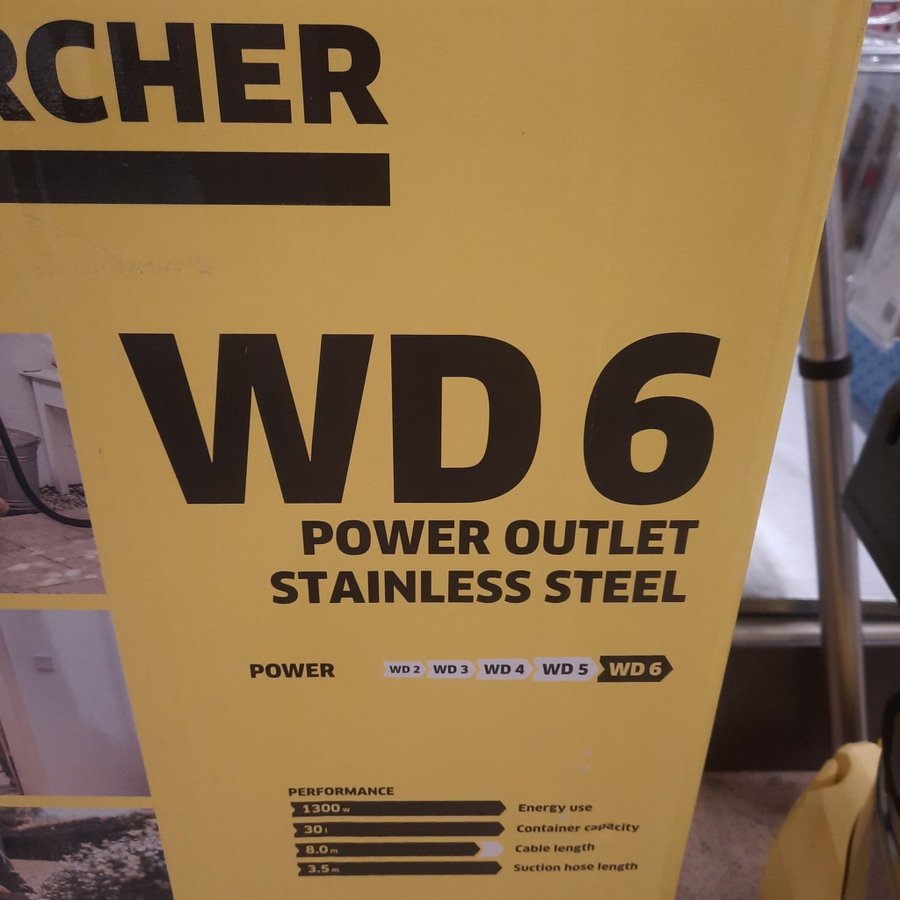 RCHER
WD 6
POWER OUTLET
STAINLESS STEEL
POWER WD 2 WD 3 WD 4 WD 5 WD 6
PERFORMANCE
1300 W Energy use
30 l Container capacity
8.0 m Cable length
3.5 m Suction hose length